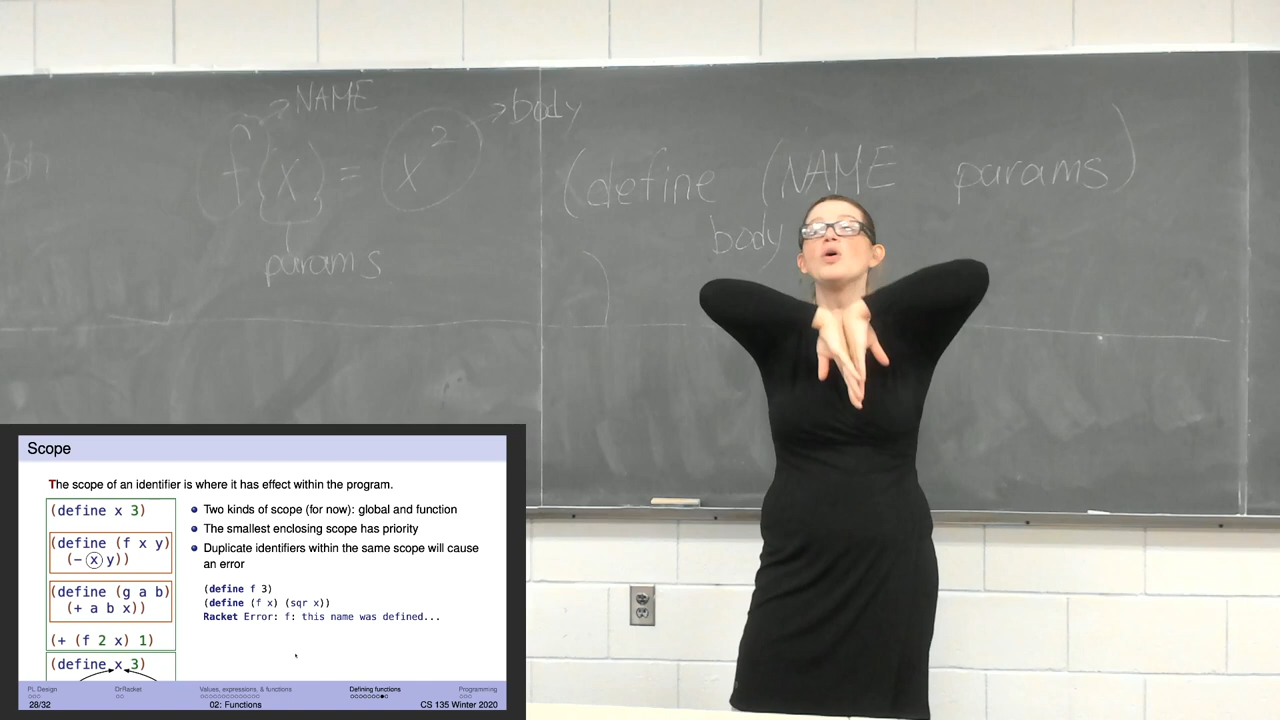 NAME
body
f(x) = x²
params
(define (NAME params)
body
)
Scope
The scope of an identifier is where it has effect within the program.
(define x 3)
(define (f x y)
(- x y))
(define (g a b)
(+ a b x))
(+ (f 2 x) 1)
(define x 3)
Two kinds of scope (for now): global and function
The smallest enclosing scope has priority
Duplicate identifiers within the same scope will cause
an error
(define f 3)
(define (f x) (sqr x))
Racket Error: f: this name was defined...
PL Design DrRacket Values, expressions, & functions Defining functions Programming
28/32 02: Functions CS 135 Winter 2020